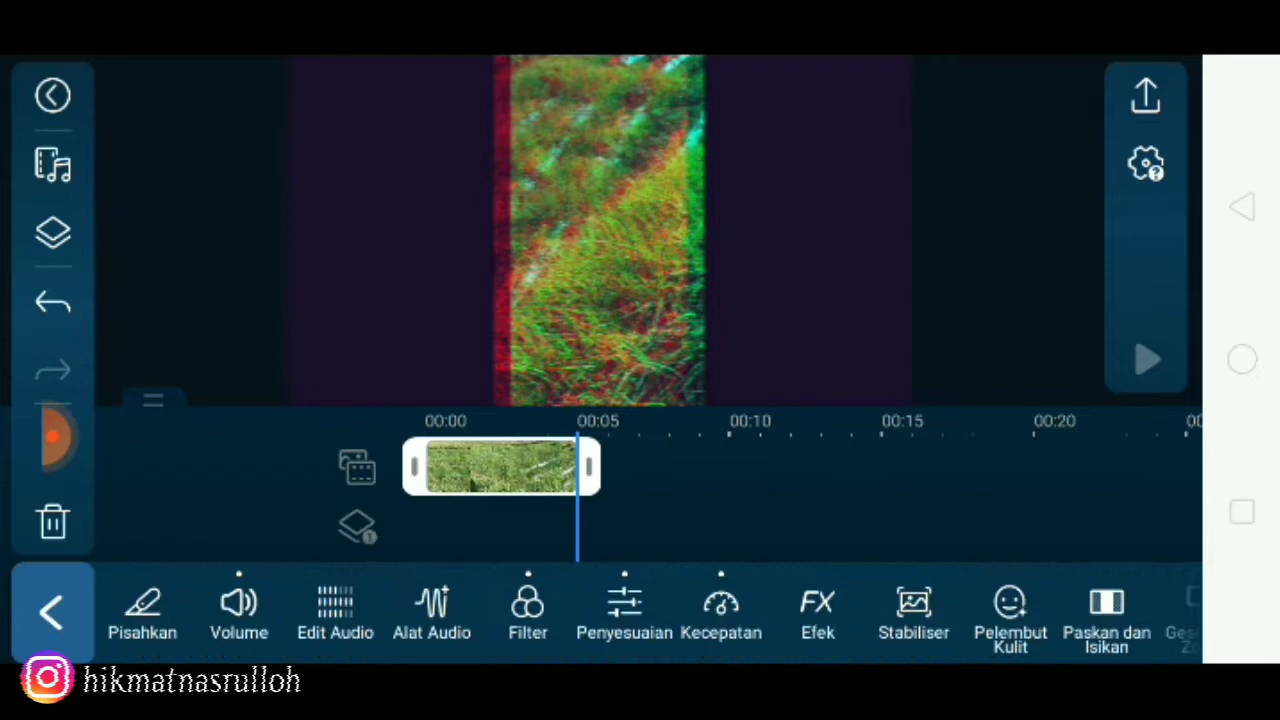 00:00 00:05 00:10 00:15 00:20
Pisahkan Volume Edit Audio Alat Audio Filter Penyesuaian Kecepatan FX Efek Stabiliser Pelembut Kulit Paskan dan Isikan
hikmatnasrulloh